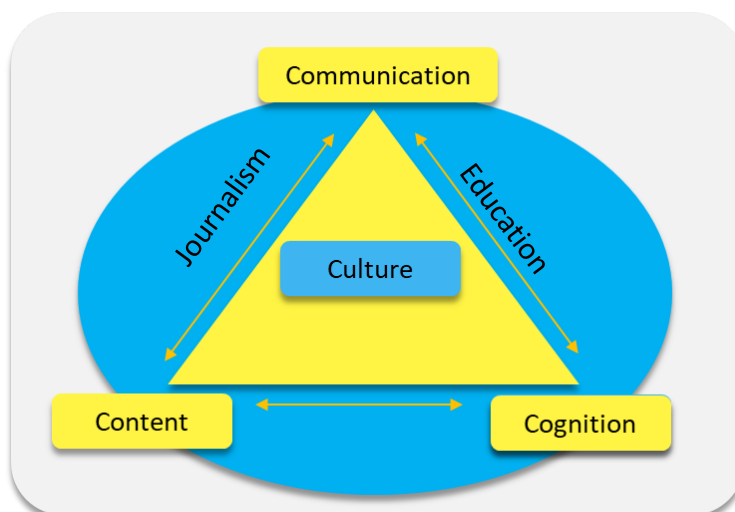 Communication
Journalism
Education
Culture
Content
Cognition